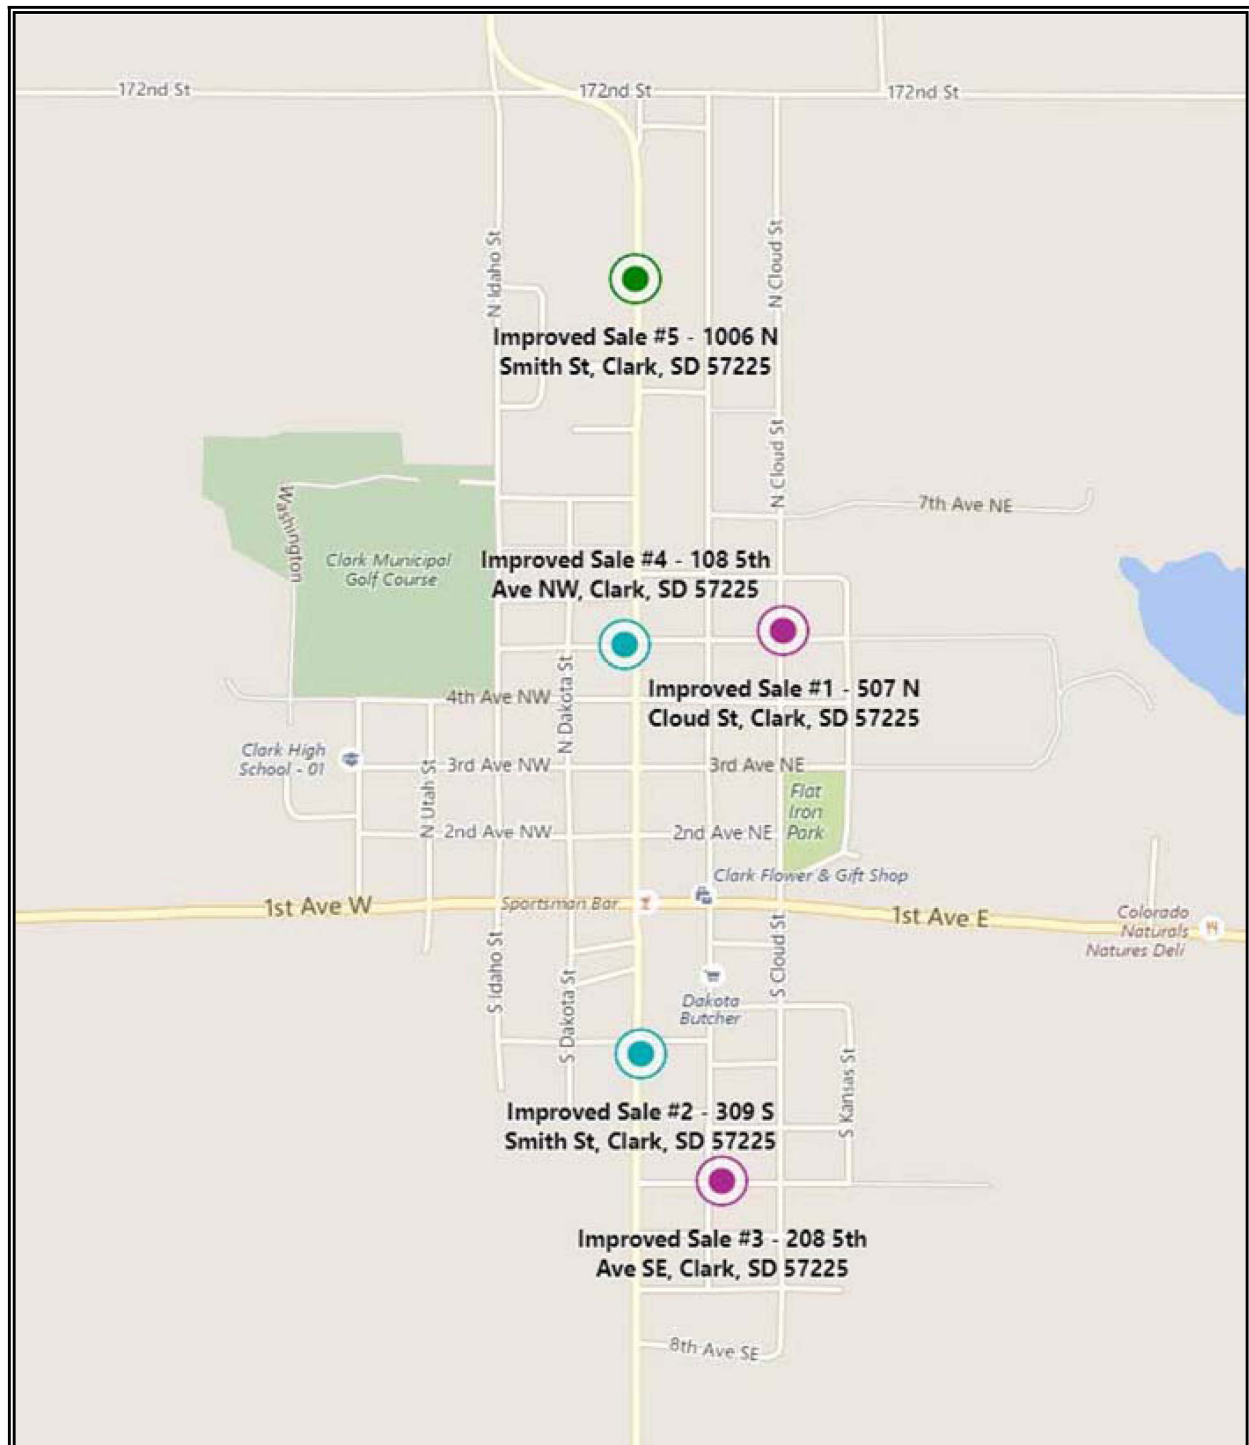 172nd St
172nd St
172nd St
N Idaho St
N Cloud St
Improved Sale #5 - 1006 N
Smith St, Clark, SD 57225
N Cloud St
Washington
7th Ave NE
Clark Municipal
Golf Course
Improved Sale #4 - 108 5th
Ave NW, Clark, SD 57225
N Dakota St
4th Ave NW
Improved Sale #1 - 507 N
Cloud St, Clark, SD 57225
Clark High
School - 01
N Utah St
3rd Ave NW
3rd Ave NE
Flat
Iron
Park
2nd Ave NW
2nd Ave NE
Clark Flower & Gift Shop
1st Ave W
Sportsman Bar
1st Ave E
Colorado
Naturals
Natures Deli
S Idaho St
S Dakota St
S Cloud St
Dakota
Butcher
S Kansas St
Improved Sale #2 - 309 S
Smith St, Clark, SD 57225
Improved Sale #3 - 208 5th
Ave SE, Clark, SD 57225
8th Ave SE